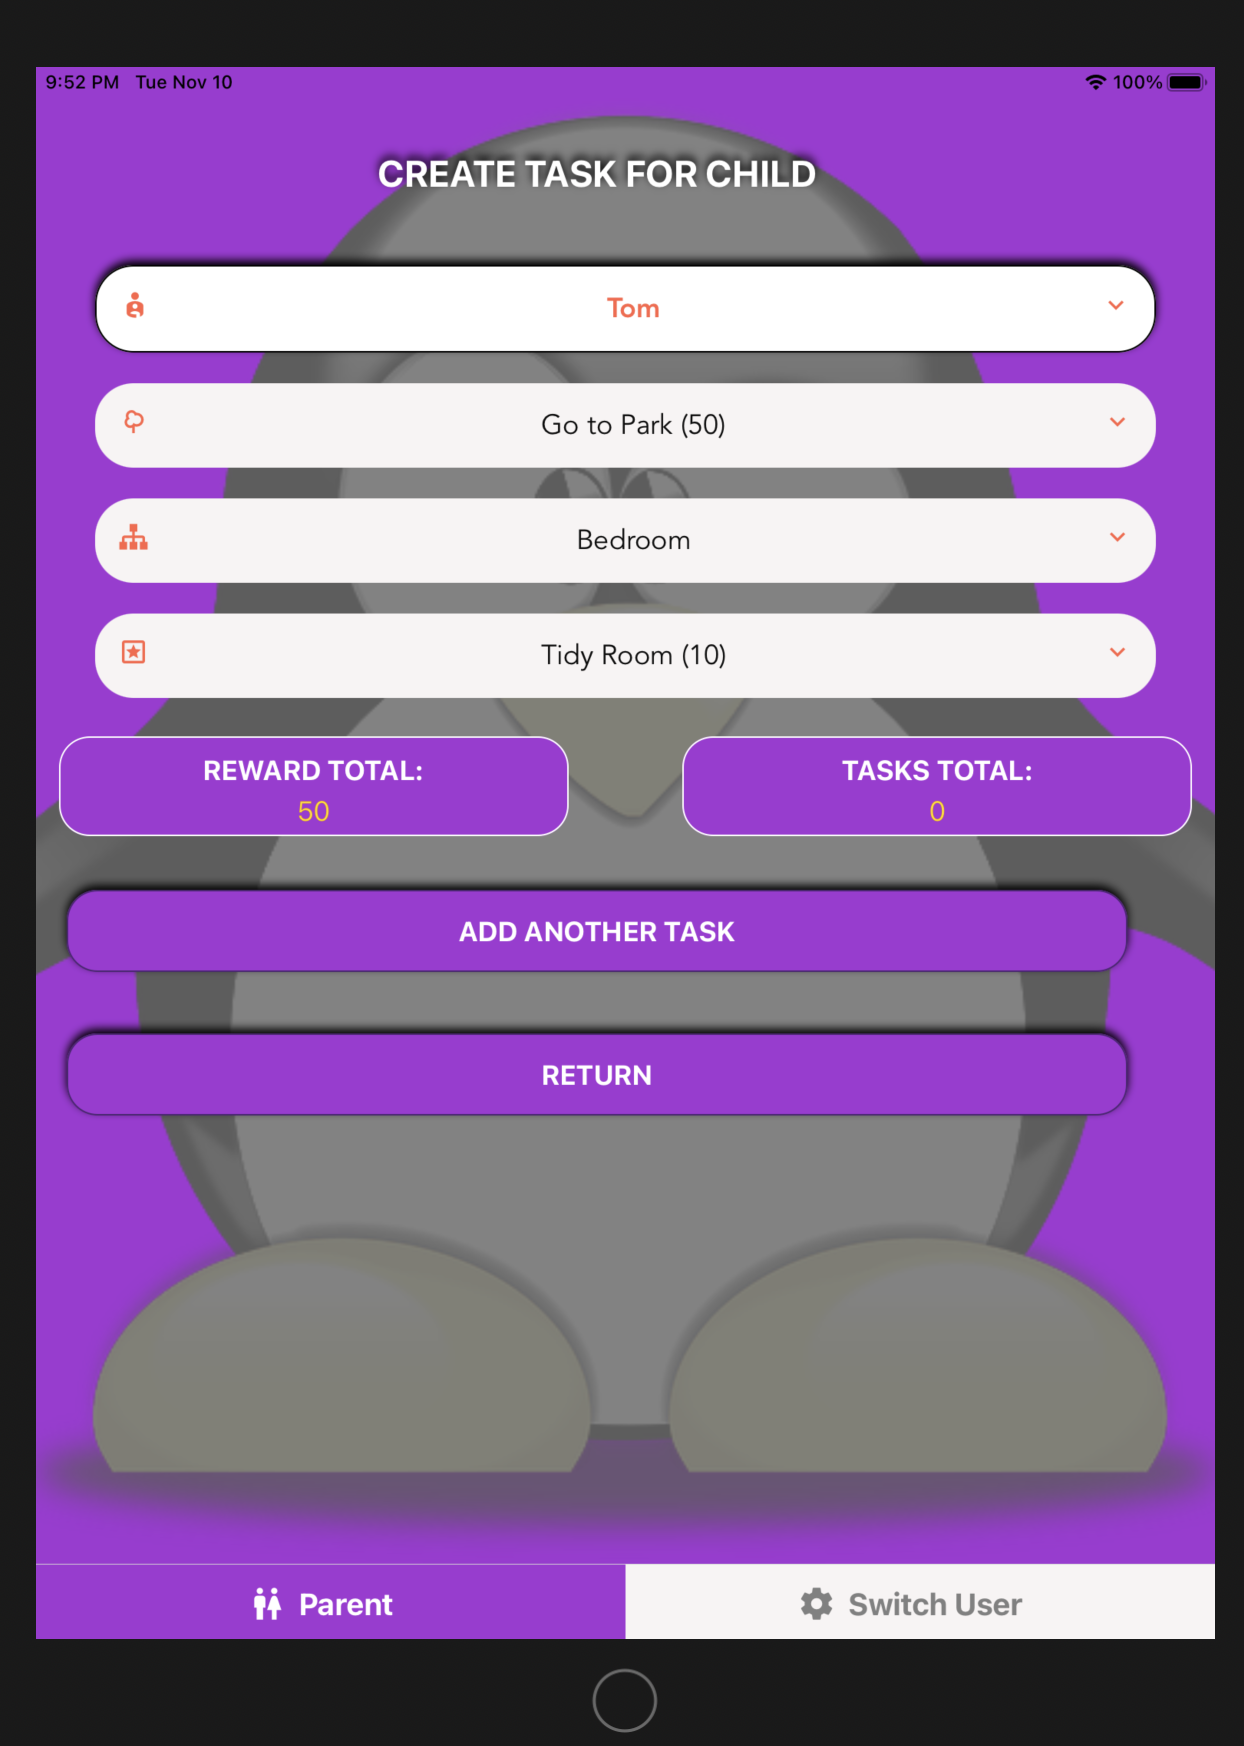 9:52 PM Tue Nov 10 100%
CREATE TASK FOR CHILD
Tom
Go to Park (50)
Bedroom
Tidy Room (10)
REWARD TOTAL: TASKS TOTAL:
50 0
ADD ANOTHER TASK
RETURN
Parent Switch User